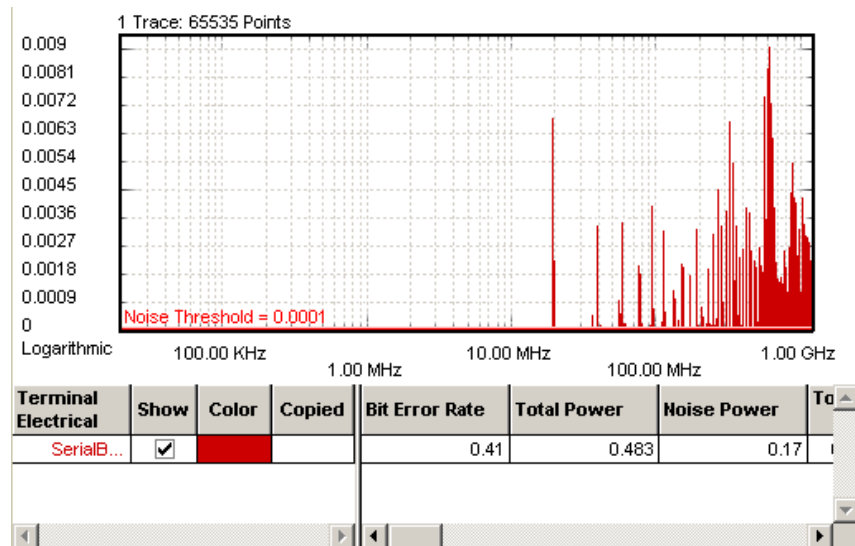 1 Trace: 65535 Points
0.009
0.0081
0.0072
0.0063
0.0054
0.0045
0.0036
0.0027
0.0018
0.0009
0
Noise Threshold = 0.0001
Logarithmic
100.00 KHz
1.00 MHz
10.00 MHz
100.00 MHz
1.00 GHz
Terminal Electrical Show Color Copied Bit Error Rate Total Power Noise Power To
SerialB... 0.41 0.483 0.17